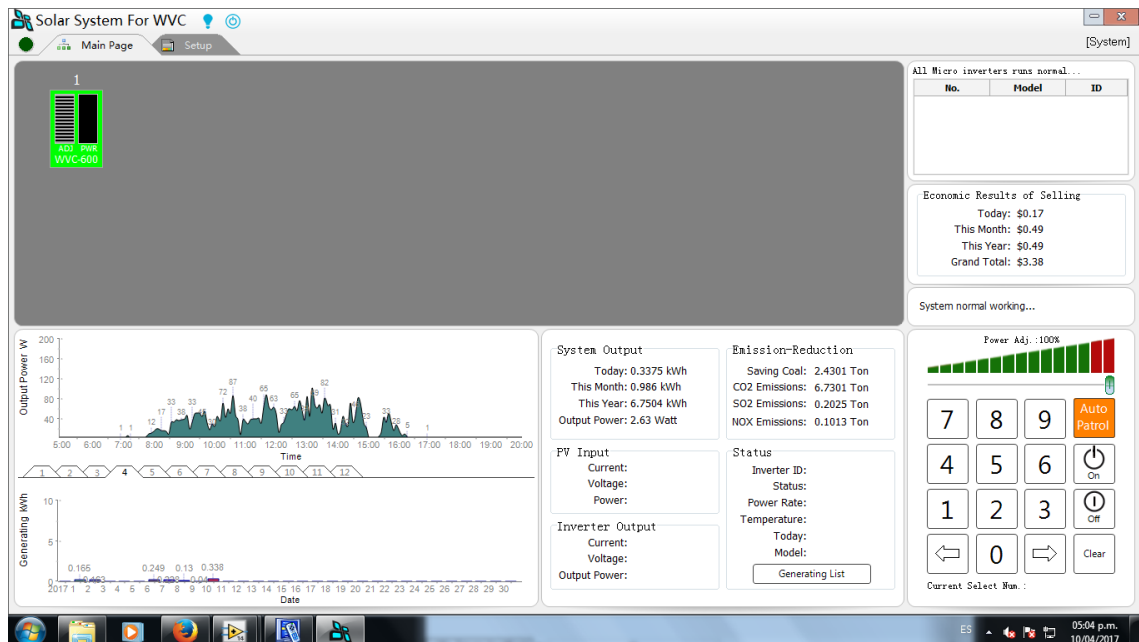 Solar System For WVC
Main Page
Setup
[System]
1
ADJ PWR
WVC-600
All Micro inverters runs normal...
No. Model ID
Economic Results of Selling
Today: $0.17
This Month: $0.49
This Year: $0.49
Grand Total: $3.38
System normal working...
Output Power W
200
160
120
80
40
1 1 12 17 33 38 33 72 87 38 40 65 63 65 82 33 5 1
5:00 6:00 7:00 8:00 9:00 10:00 11:00 12:00 13:00 14:00 15:00 16:00 17:00 18:00 19:00 20:00
Time
1 2 3 4 5 6 7 8 9 10 11 12
Generating KWh
10
5
0
0.165 0.249 0.13 0.338
2017 1 2 3 4 5 6 7 8 9 10 11 12 13 14 15 16 17 18 19 20 21 22 23 24 25 26 27 28 29 30
Date
System Output
Today: 0.3375 kWh
This Month: 0.986 kWh
This Year: 6.7504 kWh
Output Power: 2.63 Watt
PV Input
Current:
Voltage:
Power:
Inverter Output
Current:
Voltage:
Output Power:
Emission-Reduction
Saving Coal: 2.4301 Ton
CO2 Emissions: 6.7301 Ton
SO2 Emissions: 0.2025 Ton
NOX Emissions: 0.1013 Ton
Status
Inverter ID:
Status:
Power Rate:
Temperature:
Today:
Model:
Generating List
Power Adj.:100%
7 8 9 Auto Patrol
4 5 6 On
1 2 3 Off
0 Clear
Current Select Num.:
ES
05:04 p.m.
10/04/2017